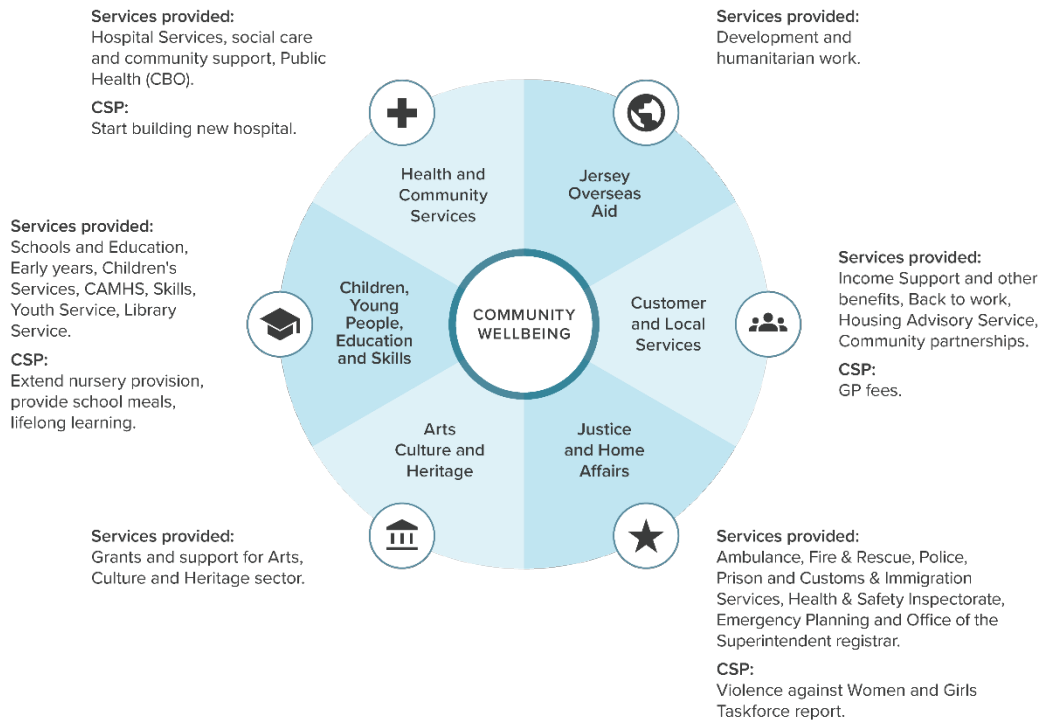 Services provided:
Hospital Services, social care
and community support, Public
Health (CBO).
CSP:
Start building new hospital.
Services provided:
Development and
humanitarian work.
Health and
Community
Services
Jersey
Overseas
Aid
Services provided:
Schools and Education,
Early years, Children's
Services, CAMHS, Skills,
Youth Service, Library
Service.
CSP:
Extend nursery provision,
provide school meals,
lifelong learning.
Children,
Young
People,
Education
and Skills
COMMUNITY
WELLBEING
Customer
and Local
Services
Services provided:
Income Support and other
benefits, Back to work,
Housing Advisory Service,
Community partnerships.
CSP:
GP fees.
Arts
Culture and
Heritage
Justice
and Home
Affairs
Services provided:
Grants and support for Arts,
Culture and Heritage sector.
Services provided:
Ambulance, Fire & Rescue, Police,
Prison and Customs & Immigration
Services, Health & Safety Inspectorate,
Emergency Planning and Office of the
Superintendent registrar.
CSP:
Violence against Women and Girls
Taskforce report.